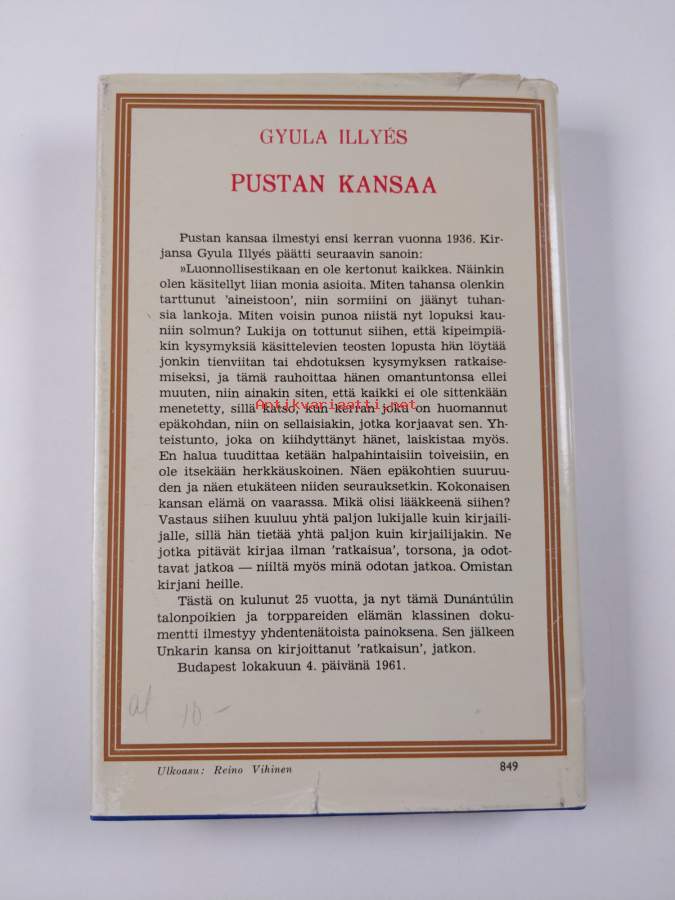 GYULA ILLYÉS
PUSTAN KANSAA
Pustan kansaa ilmestyi ensi kerran vuonna 1936. Kir-
jansa Gyula Illyés päätti seuraavin sanoin:
»Luonnollisestikaan en ole kertonut kaikkea. Näinkin
olen käsitellyt liian monia asioita. Miten tahansa olenkin
tarttunut 'aineistoon', niin sormiini on jäänyt tuhan-
sia lankoja. Miten voisin punoa niistä nyt lopuksi kau-
niin solmun? Lukija on tottunut siihen, että kipeimpiä-
kin kysymyksiä käsittelevien teosten lopusta hän löytää
jonkin tienviitan tai ehdotuksen kysymyksen ratkaise-
miseksi, ja tämä rauhoittaa hänen omantuntonsa ellei
muuten, niin ainakin siten, että kaikki ei ole sittenkään
menetetty, sillä katso, kun kerran joku on huomannut
Antikvariaatti.net
epäkohdan, niin on sellaisiakin, jotka korjaavat sen. Yh-
teistunto, joka on kiihdyttänyt hänet, laiskistaa myös.
En halua tuudittaa ketään halpahintaisiin toiveisiin, en
ole itsekään herkkäuskoinen. Näen epäkohtien suuruu-
den ja näen etukäteen niiden seurauksetkin. Kokonaisen
kansan elämä on vaarassa. Mikä olisi lääkkeenä siihen?
Vastaus siihen kuuluu yhtä paljon lukijalle kuin kirjaili-
jalle, sillä hän tietää yhtä paljon kuin kirjailijakin. Ne
jotka pitävät kirjaa ilman 'ratkaisua', torsona, ja odot-
tavat jatkoa — niiltä myös minä odotan jatkoa. Omistan
kirjani heille.
Tästä on kulunut 25 vuotta, ja nyt tämä Dunántúlin
talonpoikien ja torppareiden elämän klassinen doku-
mentti ilmestyy yhdentenätoista painoksena. Sen jälkeen
Unkarin kansa on kirjoittanut 'ratkaisun', jatkon.
Budapest lokakuun 4. päivänä 1961.
10 –
Ulkoasu: Reino Vihinen
849